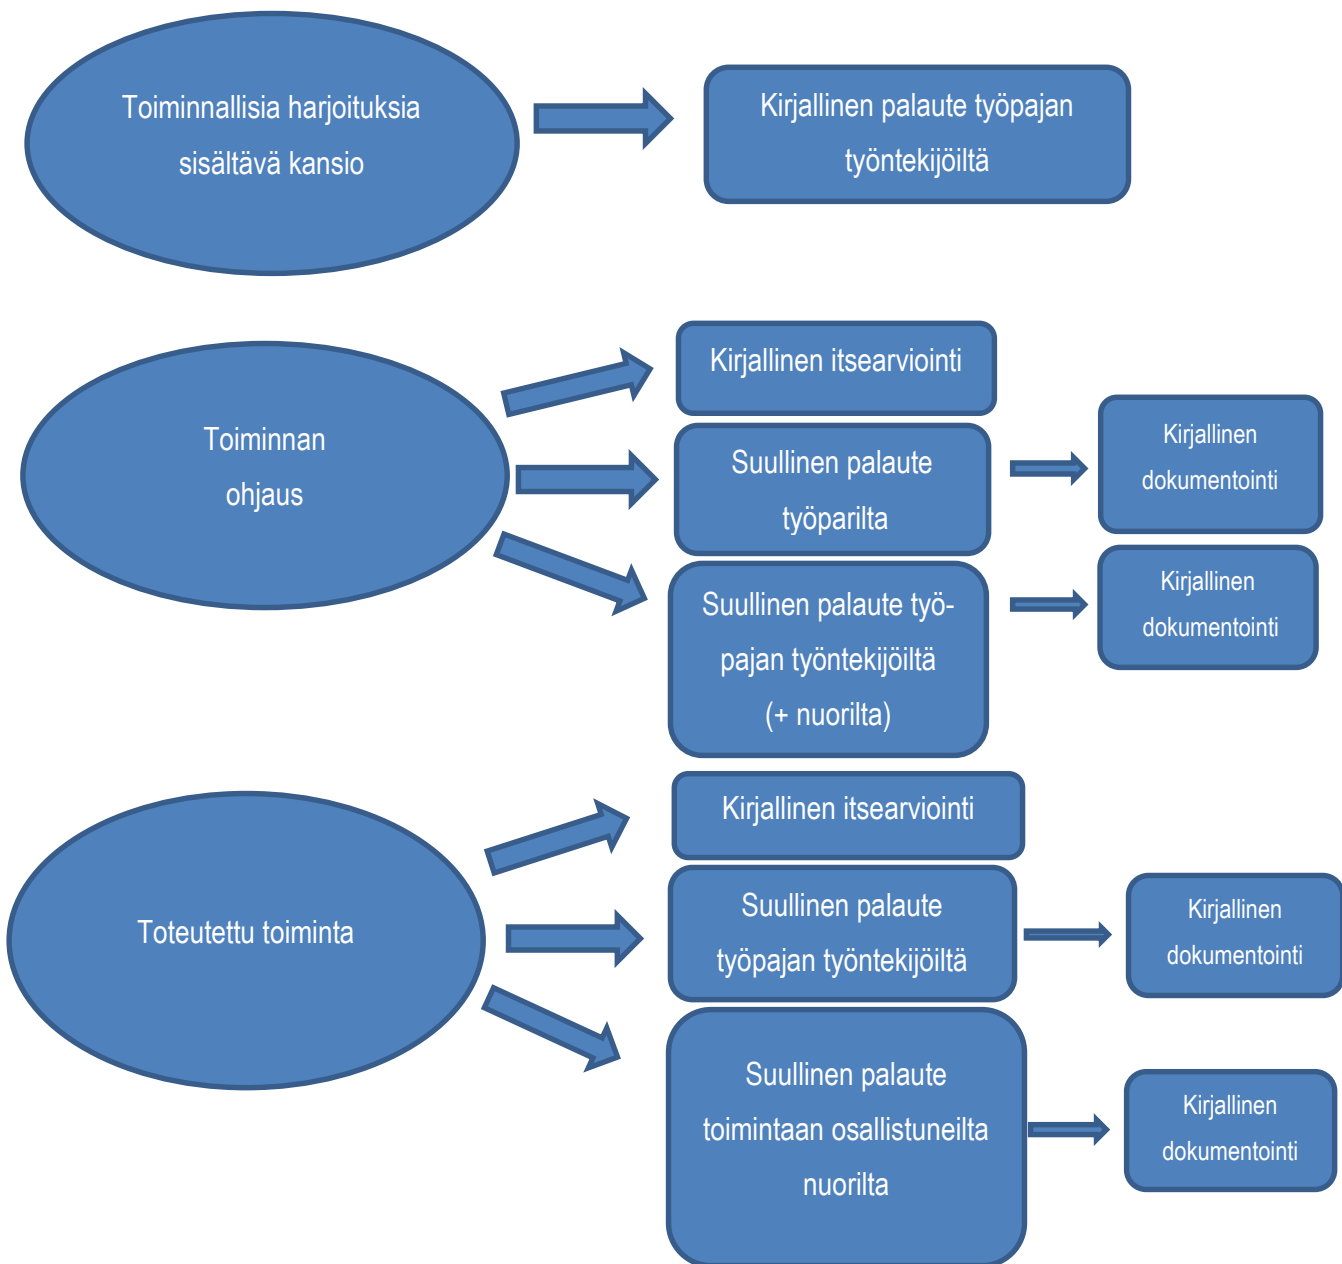 Toiminnallisia harjoituksia
sisältävä kansio
Kirjallinen palaute työpajan
työntekijöiltä
Toiminnan
ohjaus
Kirjallinen itsearviointi
Suullinen palaute
työparilta
Kirjallinen
dokumentointi
Suullinen palaute työ-
pajan työntekijöiltä
(+ nuorilta)
Kirjallinen
dokumentointi
Toteutettu toiminta
Kirjallinen itsearviointi
Suullinen palaute
työpajan työntekijöiltä
Kirjallinen
dokumentointi
Suullinen palaute
toimintaan osallistuneilta
nuorilta
Kirjallinen
dokumentointi